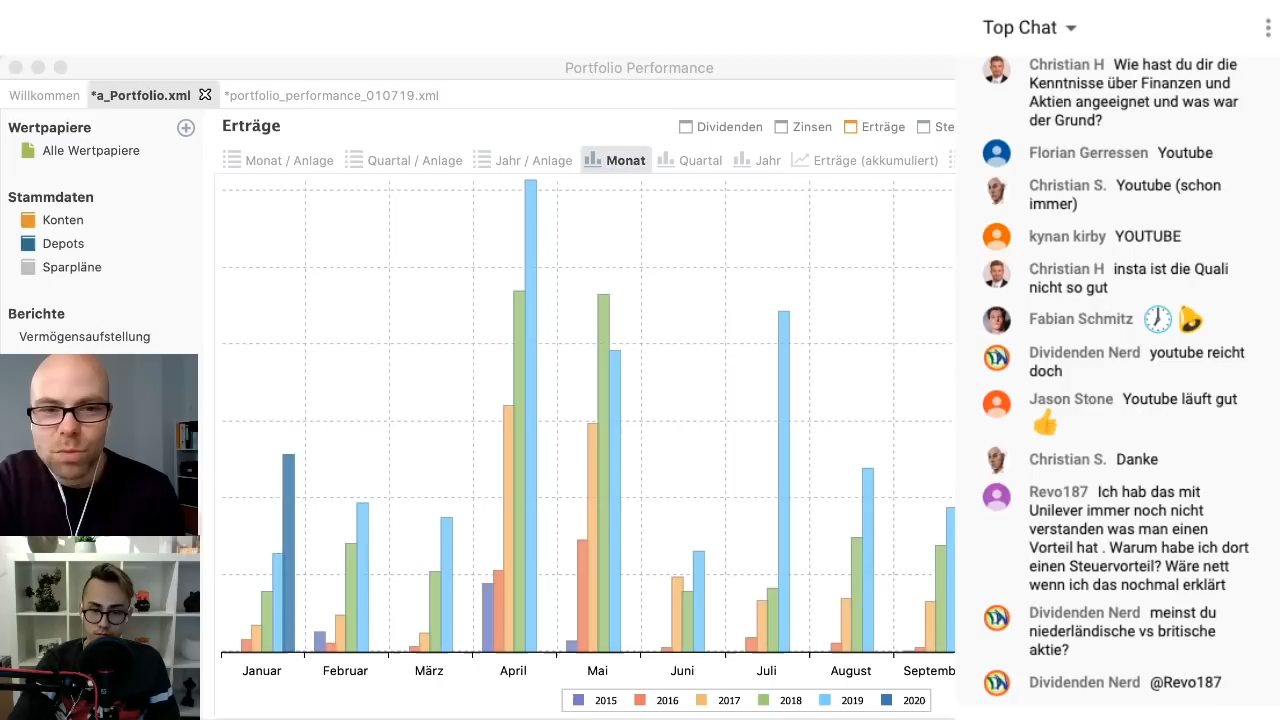 Portfolio Performance
Willkommen
*a_Portfolio.xml
*portfolio_performance_010719.xml
Wertpapiere
Alle Wertpapiere
Stammdaten
Konten
Depots
Sparpläne
Berichte
Vermögensaufstellung
Erträge
Dividenden
Zinsen
Erträge
Ste
Monat / Anlage
Quartal / Anlage
Jahr / Anlage
Monat
Quartal
Jahr
Erträge (akkumuliert)
Januar
Februar
März
April
Mai
Juni
Juli
August
Septemb
2015
2016
2017
2018
2019
2020
Top Chat
Christian H Wie hast du dir die
Kenntnisse über Finanzen und
Aktien angeeignet und was war
der Grund?
Florian Gerressen Youtube
Christian S. Youtube (schon
immer)
kynan kirby YOUTUBE
Christian H insta ist die Quali
nicht so gut
Fabian Schmitz
Dividenden Nerd youtube reicht
doch
Jason Stone Youtube läuft gut
Christian S. Danke
Revo187 Ich hab das mit
Unilever immer noch nicht
verstanden was man einen
Vorteil hat . Warum habe ich dort
einen Steuervorteil? Wäre nett
wenn ich das nochmal erklärt
Dividenden Nerd meinst du
niederländische vs britische
aktie?
Dividenden Nerd @Revo187